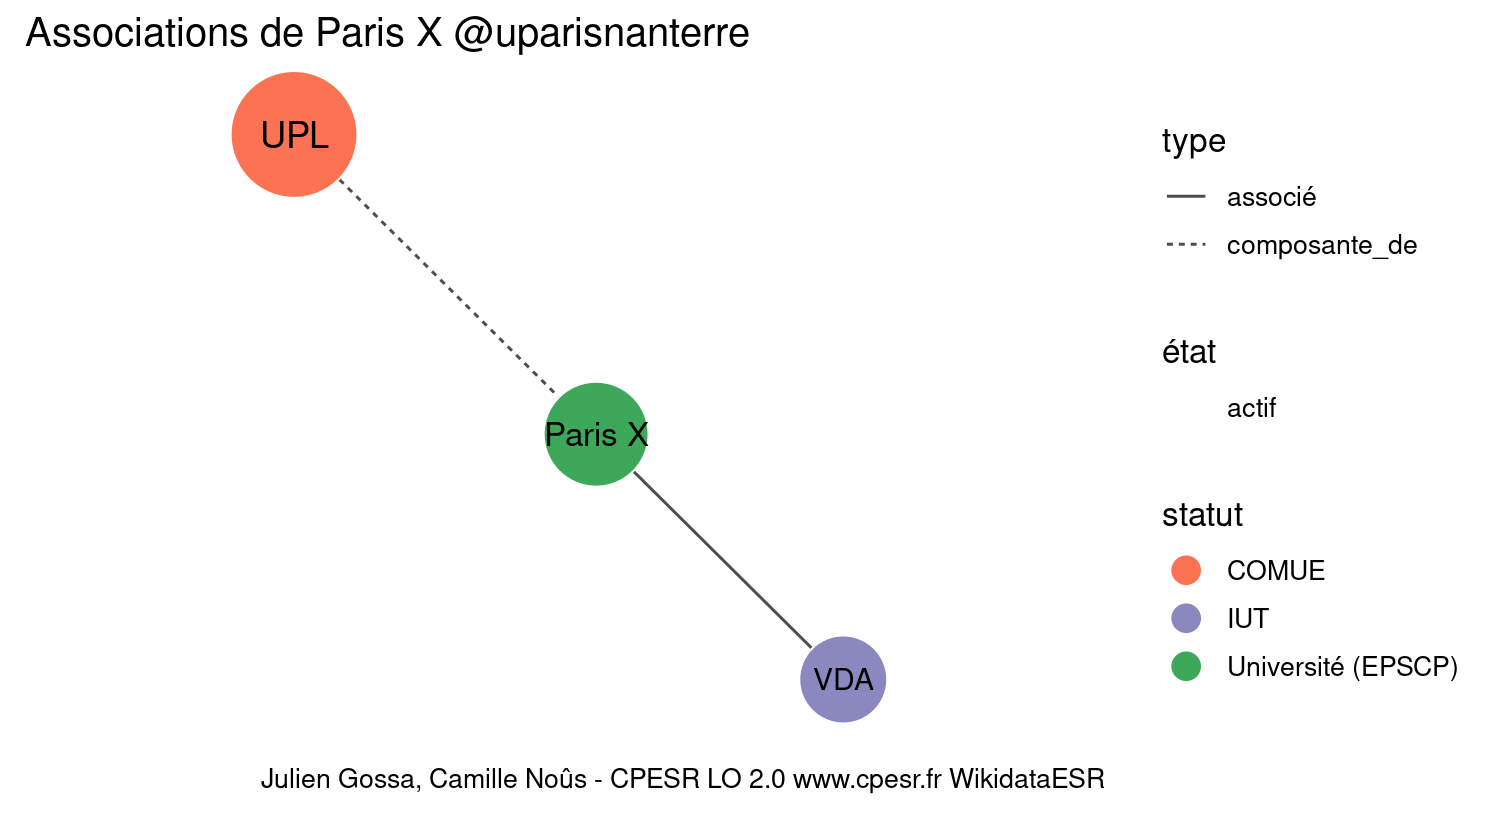 Associations de Paris X @uparisnanterre
UPL
Paris X
VDA
type
associé
composante_de
état
actif
statut
COMUE
IUT
Université (EPSCP)
Julien Gossa, Camille Noûs - CPESR LO 2.0 www.cpesr.fr WikidataESR